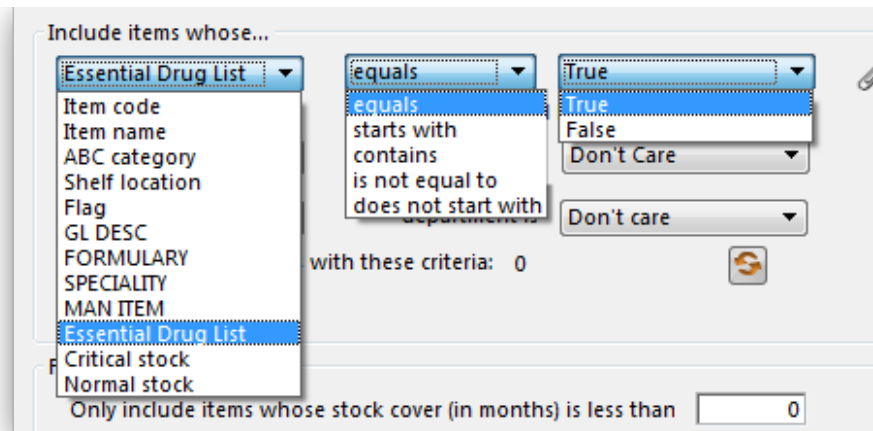 Include items whose...
Essential Drug List equals True
Item code
Item name
ABC category
Shelf location
Flag
GL DESC
FORMULARY
SPECIALITY
MAN ITEM
Essential Drug List
Critical stock
Normal stock
equals
starts with
contains
is not equal to
does not start with
True
False
Don't Care
department is Don't care
with these criteria: 0
Only include items whose stock cover (in months) is less than 0